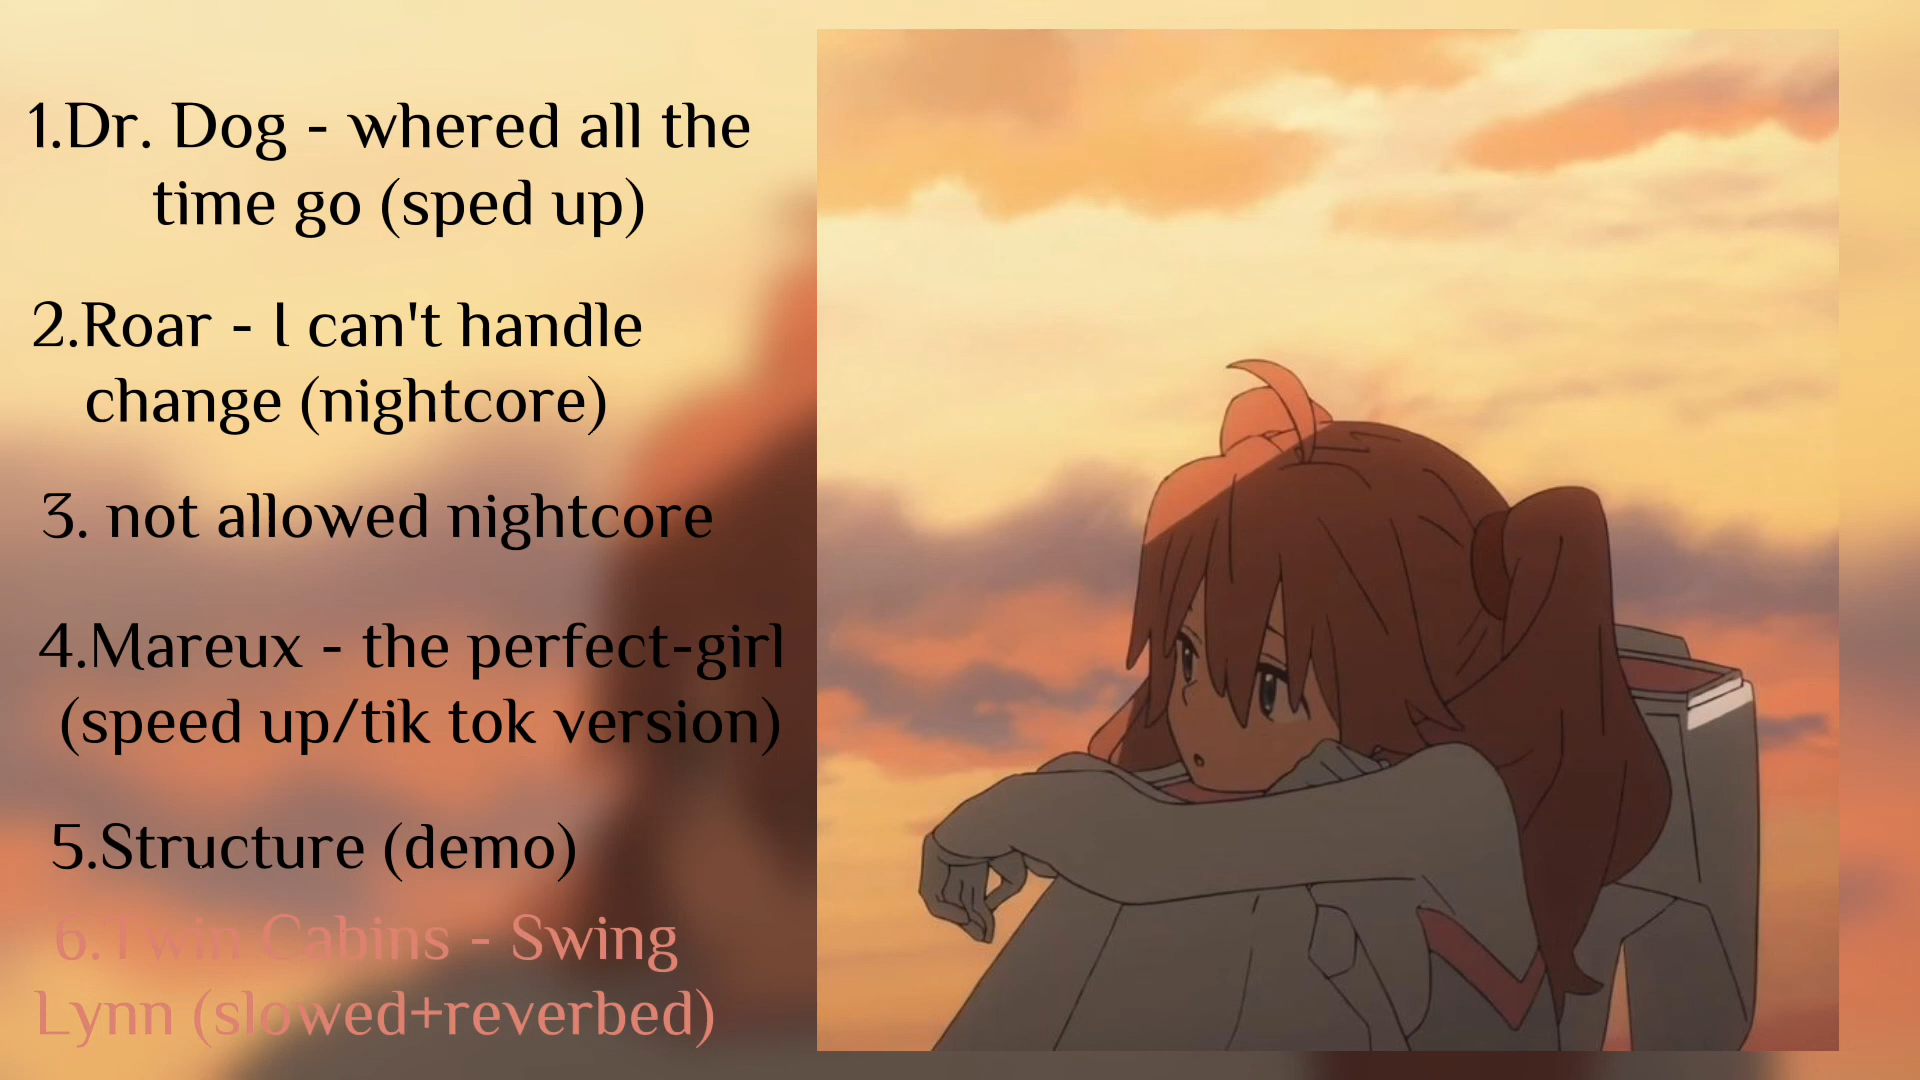 1.Dr. Dog - whered all the
time go (sped up)
2.Roar - I can't handle
change (nightcore)
3. not allowed nightcore
4.Mareux - the perfect-girl
(speed up/tik tok version)
5.Structure (demo)
6.Twin Cabins - Swing
Lynn (slowed+reverbed)